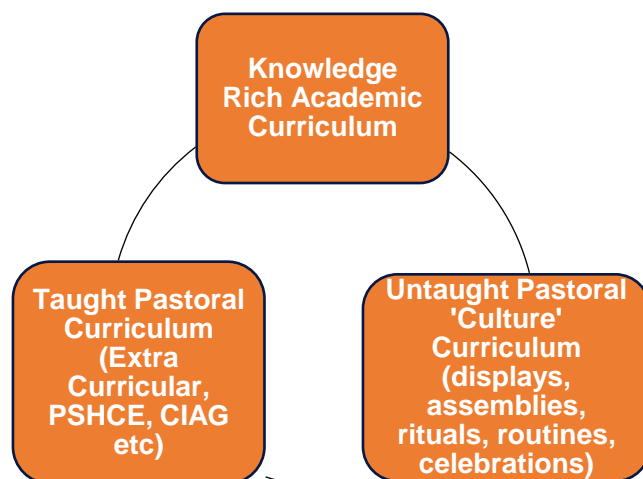 Knowledge
Rich Academic
Curriculum
Taught Pastoral
Curriculum
(Extra
Curricular,
PSHCE, CIAG
etc)
Untaught Pastoral
'Culture'
Curriculum
(displays,
assemblies,
rituals, routines,
celebrations)